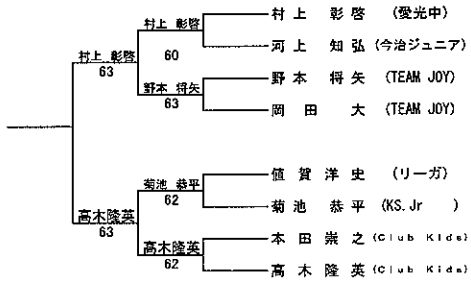 村上 彰啓 (愛光中)
村上 彰啓
60
河上 知弘 (今治ジュニア)
村上 彰啓
63
野本 将矢 (TEAM JOY)
野本 将矢
63
岡田 大 (TEAM JOY)
値賀洋史 (リーガ)
菊池 恭平
62
菊池 恭平 (KS.Jr )
高木隆英
63
本田崇之 (Club Kids)
高木隆英
62
高木隆英 (Club Kids)